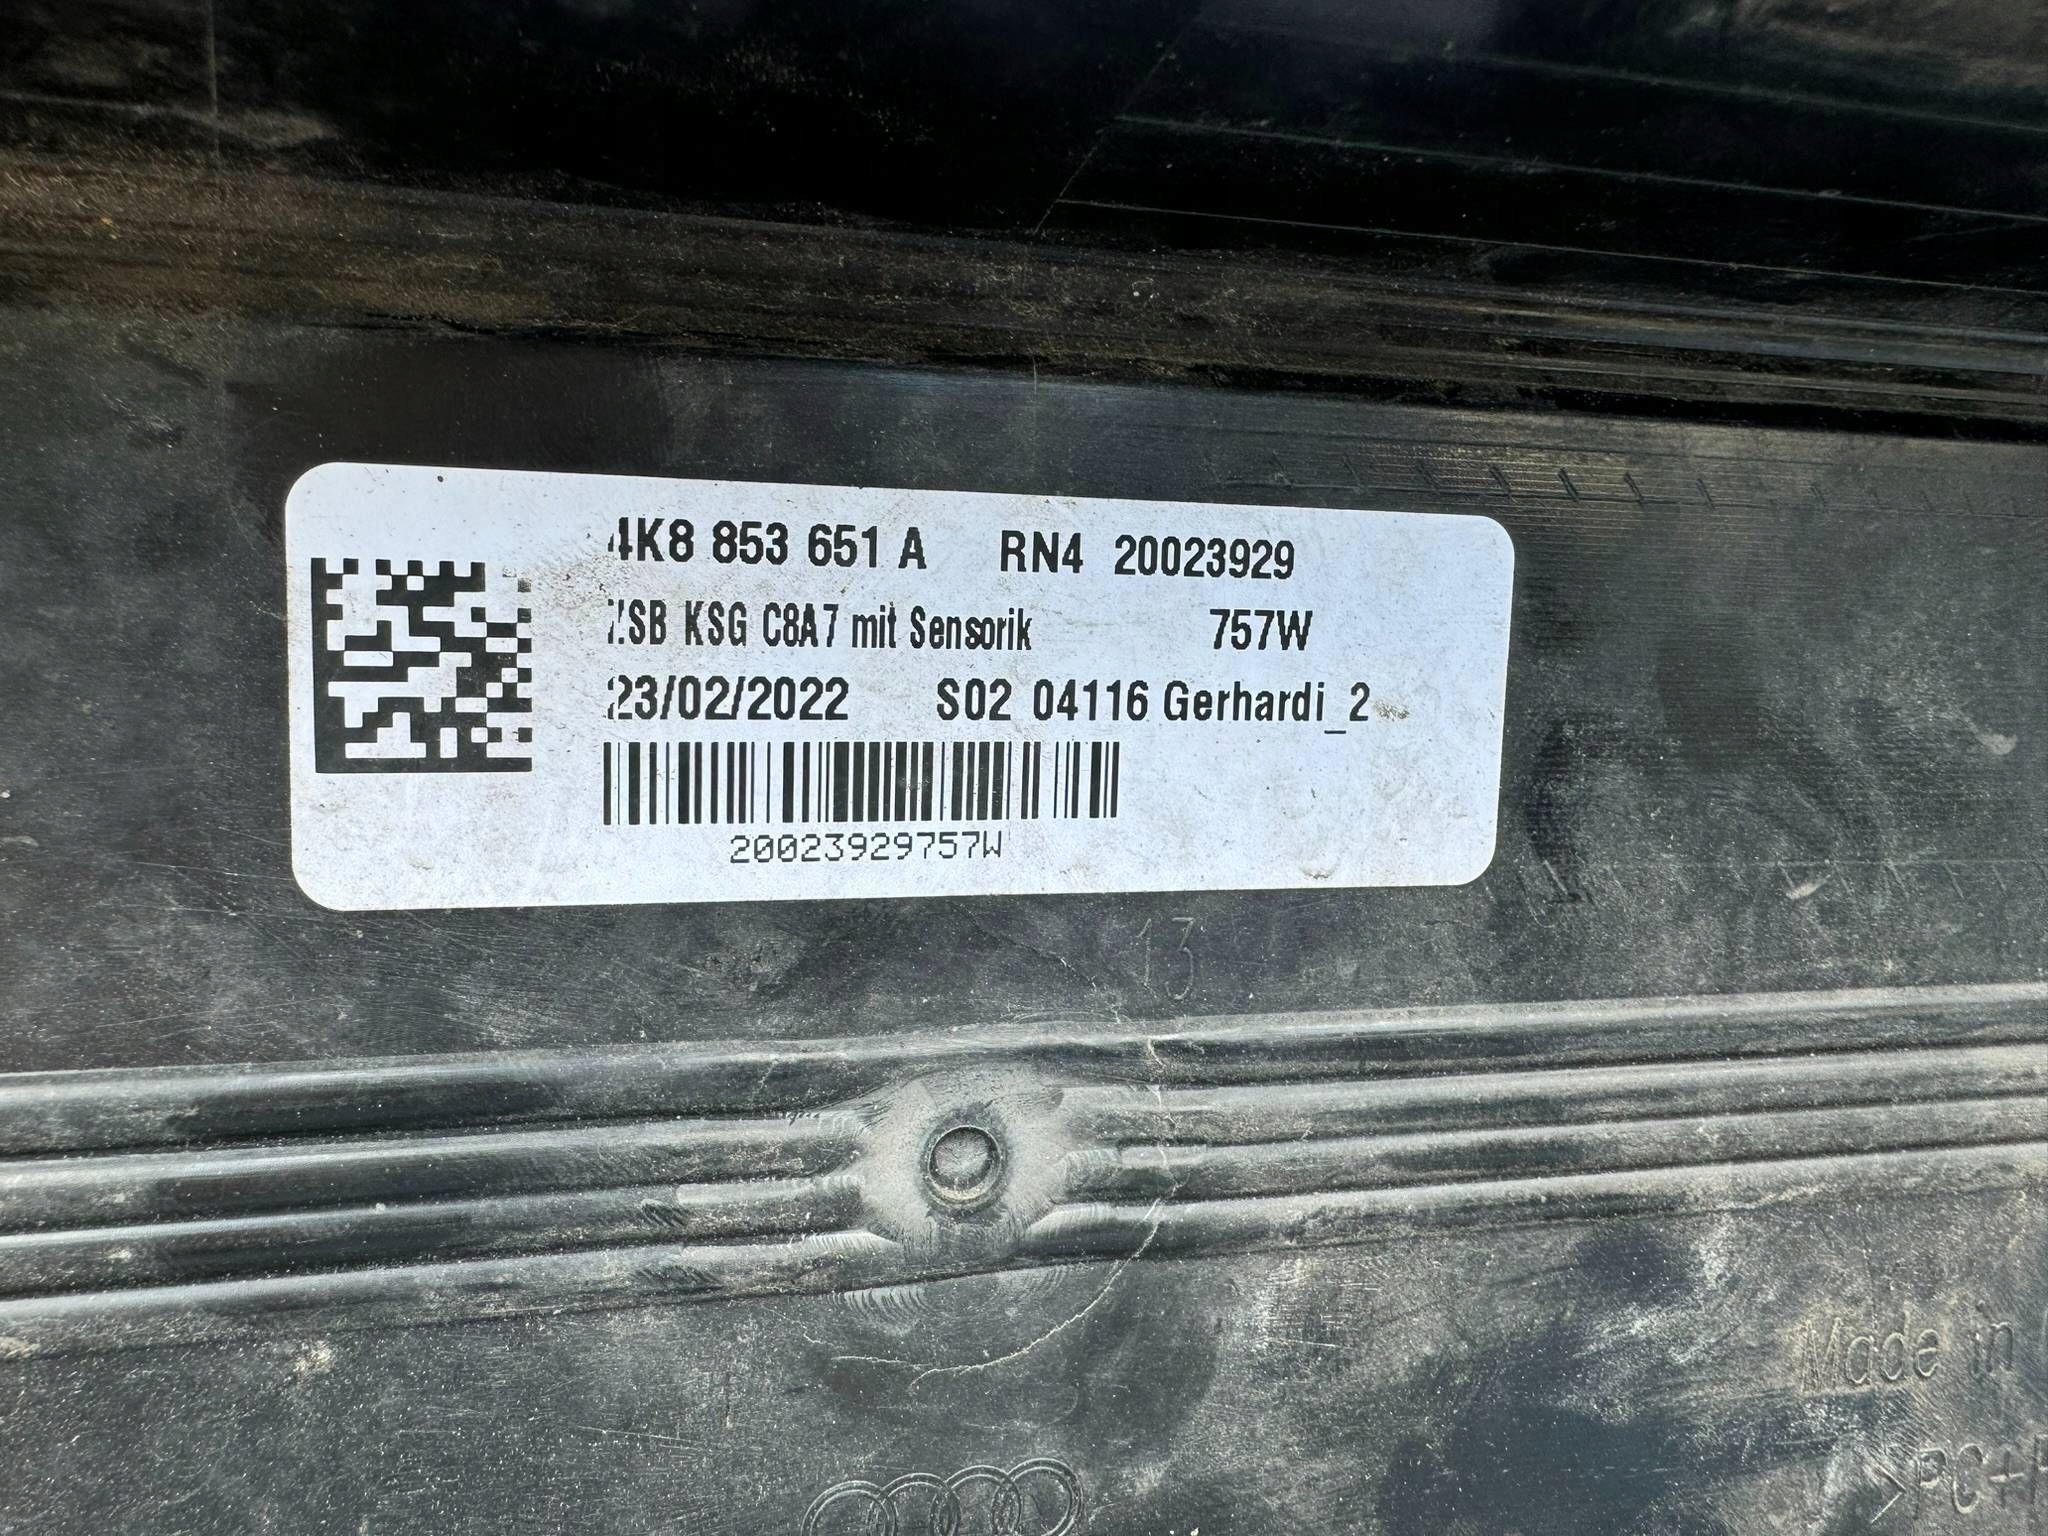 4K8 853 651 A RN4 20023929
ZSB KSG C8A7 mit Sensorik 757W
23/02/2022 S02 04116 Gerhardi_2
20023929757W
13
Made in
>PC+